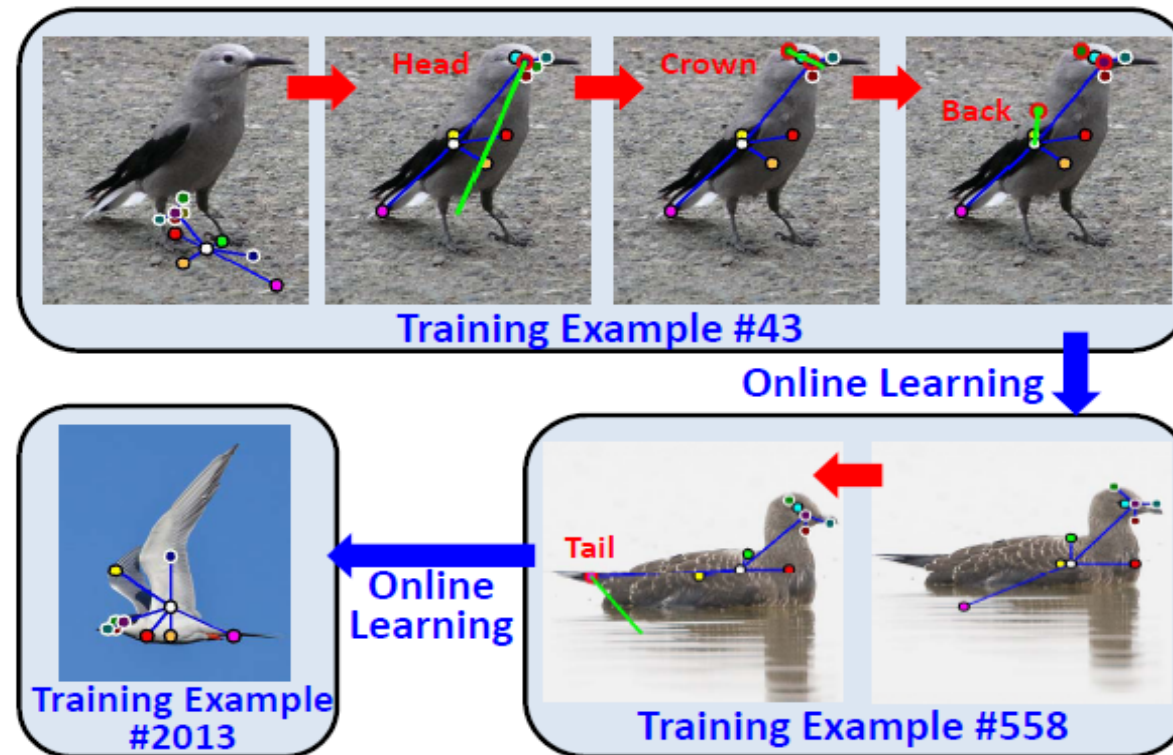 Head
Crown
Back
Training Example #43
Online Learning
Tail
Online
Learning
Training Example
#2013
Training Example #558